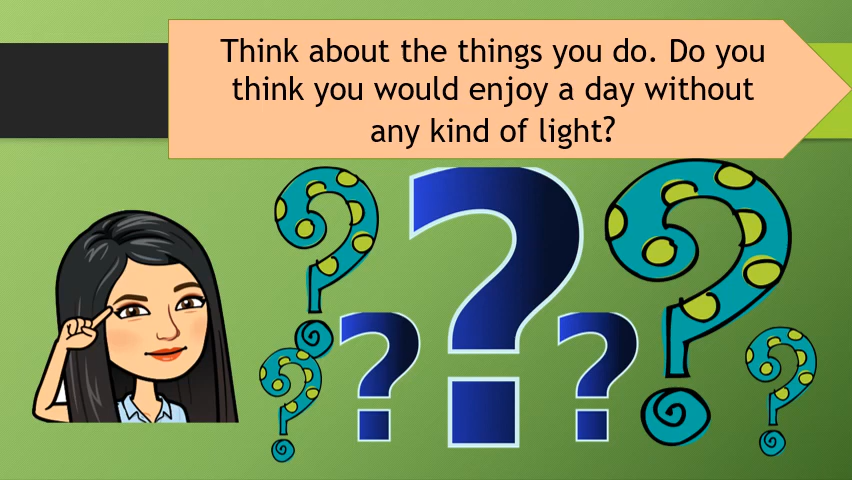 Think about the things you do. Do you
think you would enjoy a day without
any kind of light?